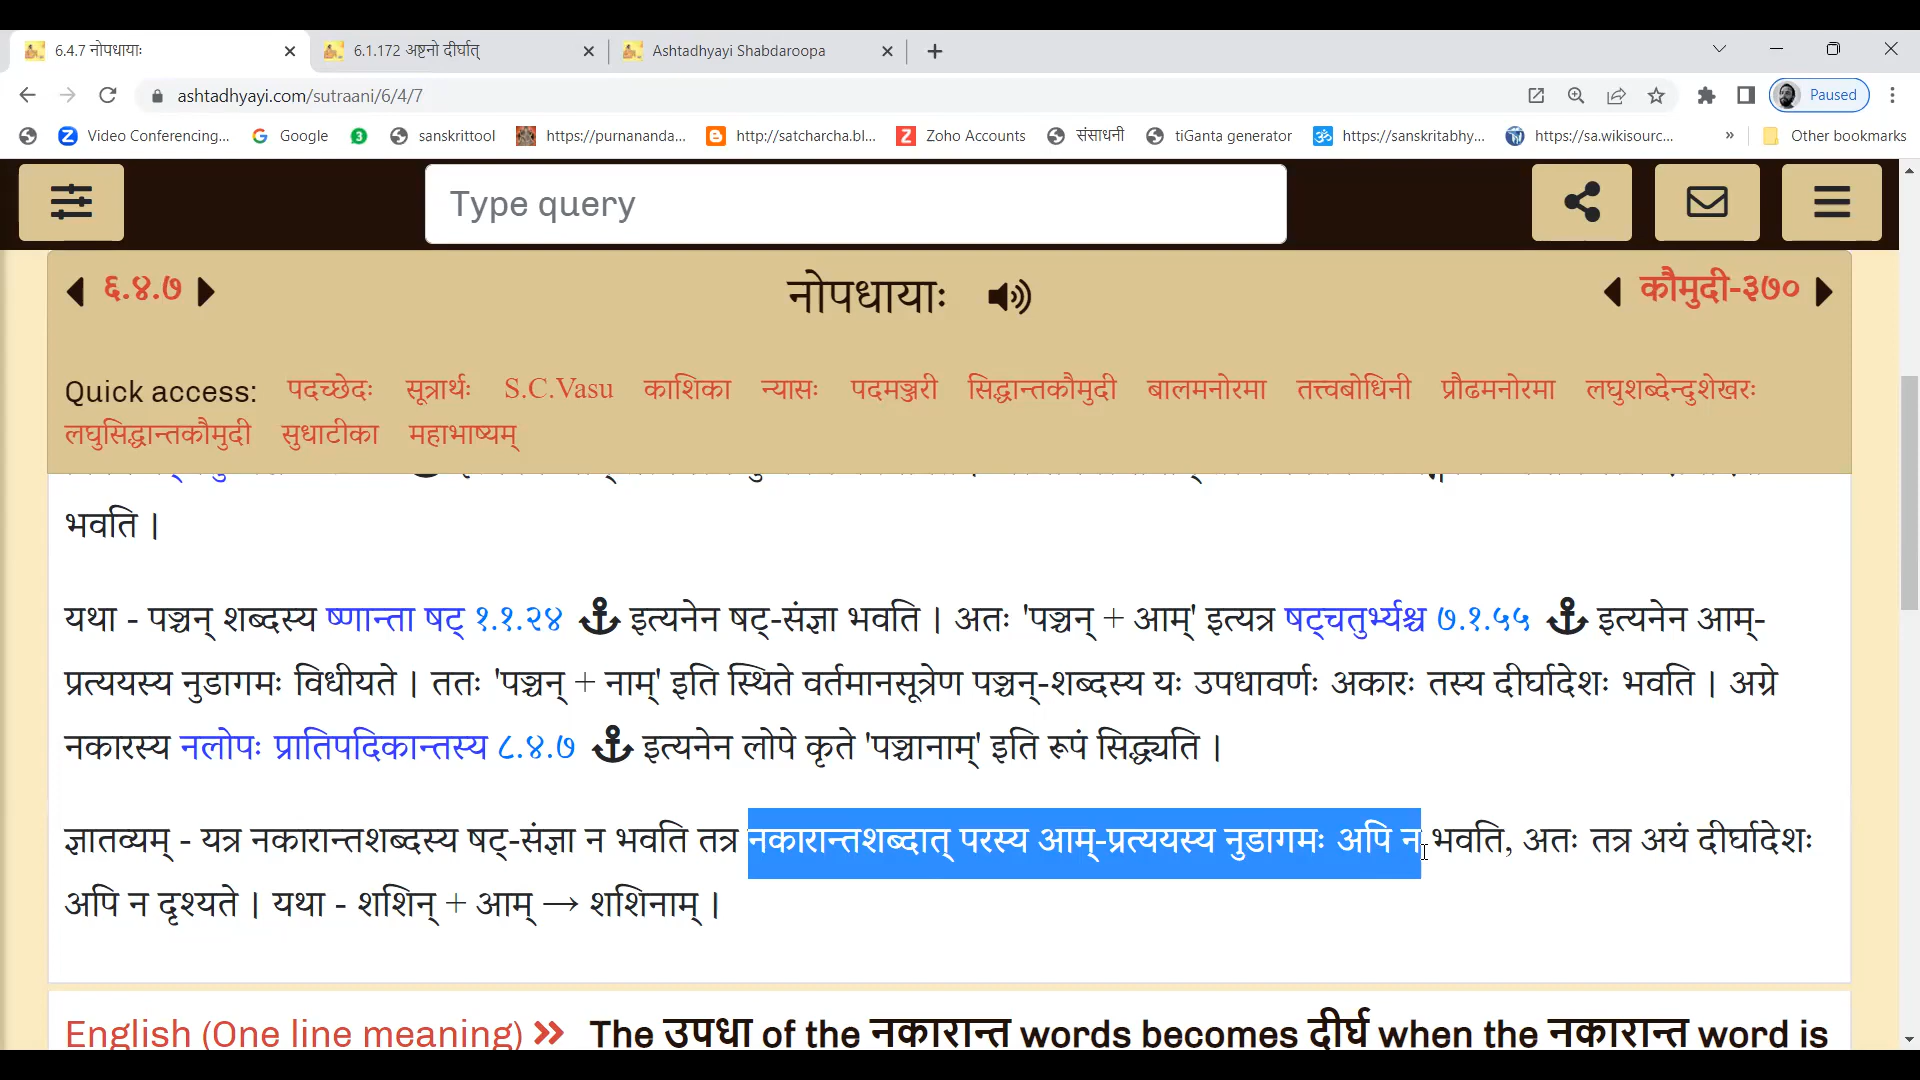 6.4.7 नोपधायाः
6.1.172 अष्टनो दीर्घात्
Ashtadhyayi Shabdaroopa
ashtadhyayi.com/sutraani/6/4/7
Paused
Video Conferencing...
Google
sanskrittool
https://purnananda...
http://satcharcha.bl...
Zoho Accounts
संसाधनी
tiGanta generator
https://sanskritabhy...
https://sa.wikisourc...
»
Other bookmarks
Type query
६.४.७
नोपधायाः
कौमुदी-३७०
Quick access: पदच्छेदः सूत्रार्थः S.C.Vasu काशिका न्यासः पदमञ्जरी सिद्धान्तकौमुदी बालमनोरमा तत्त्वबोधिनी प्रौढमनोरमा लघुशब्देन्दुशेखरः
लघुसिद्धान्तकौमुदी सुधाटीका महाभाष्यम्
भवति ।
यथा - पञ्चन् शब्दस्य ष्णान्ता षट् १.१.२४ इत्यनेन षट्-संज्ञा भवति । अतः 'पञ्चन् + आम्' इत्यत्र षट्चतुर्भ्यश्च ७.१.५५ इत्यनेन आम्-
प्रत्ययस्य नुडागमः विधीयते । ततः 'पञ्चन् + नाम्' इति स्थिते वर्तमानसूत्रेण पञ्चन्-शब्दस्य यः उपधावर्णः अकारः तस्य दीर्घादेशः भवति । अग्रे
नकारस्य नलोपः प्रातिपदिकान्तस्य ८.४.७ इत्यनेन लोपे कृते 'पञ्चानाम्' इति रूपं सिद्ध्यति ।
ज्ञातव्यम् - यत्र नकारान्तशब्दस्य षट्-संज्ञा न भवति तत्र नकारान्तशब्दात् परस्य आम्-प्रत्ययस्य नुडागमः अपि न भवति, अतः तत्र अयं दीर्घादेशः
अपि न दृश्यते । यथा - शशिन् + आम् → शशिनाम् ।
English (One line meaning) The उपधा of the नकारान्त words becomes दीर्घ when the नकारान्त word is